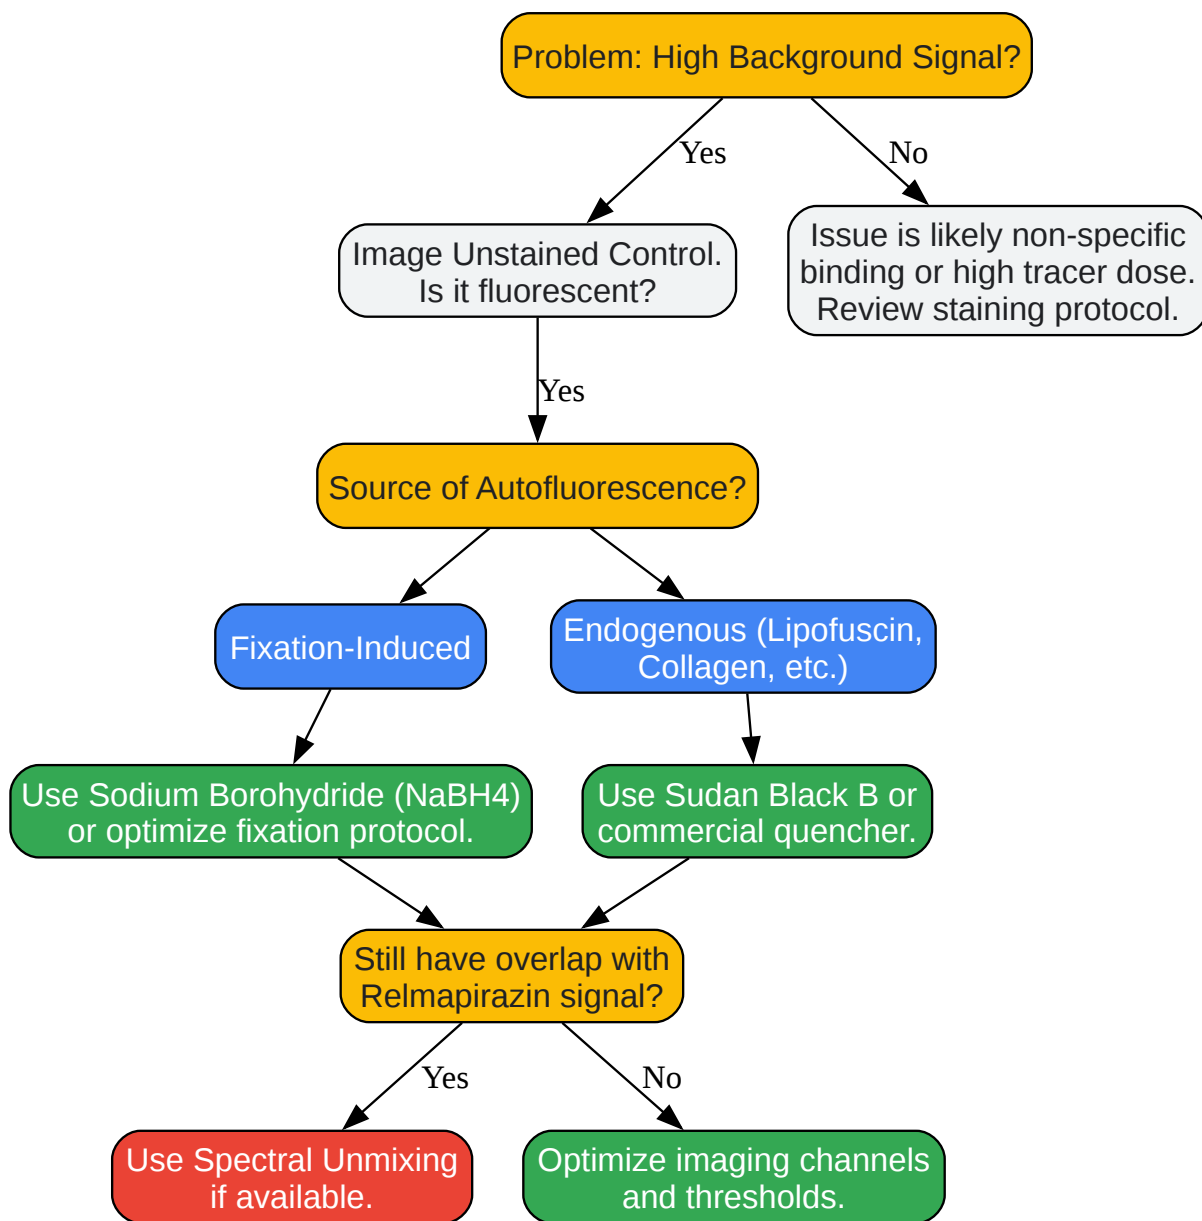 Problem: High Background Signal?
Yes
No
Image Unstained Control.
Is it fluorescent?
Issue is likely non-specific
binding or high tracer dose.
Review staining protocol.
Yes
Source of Autofluorescence?
Fixation-Induced
Endogenous (Lipofuscin,
Collagen, etc.)
Use Sodium Borohydride (NaBH4)
or optimize fixation protocol.
Use Sudan Black B or
commercial quencher.
Still have overlap with
Relmapirazin signal?
Yes
No
Use Spectral Unmixing
if available.
Optimize imaging channels
and thresholds.